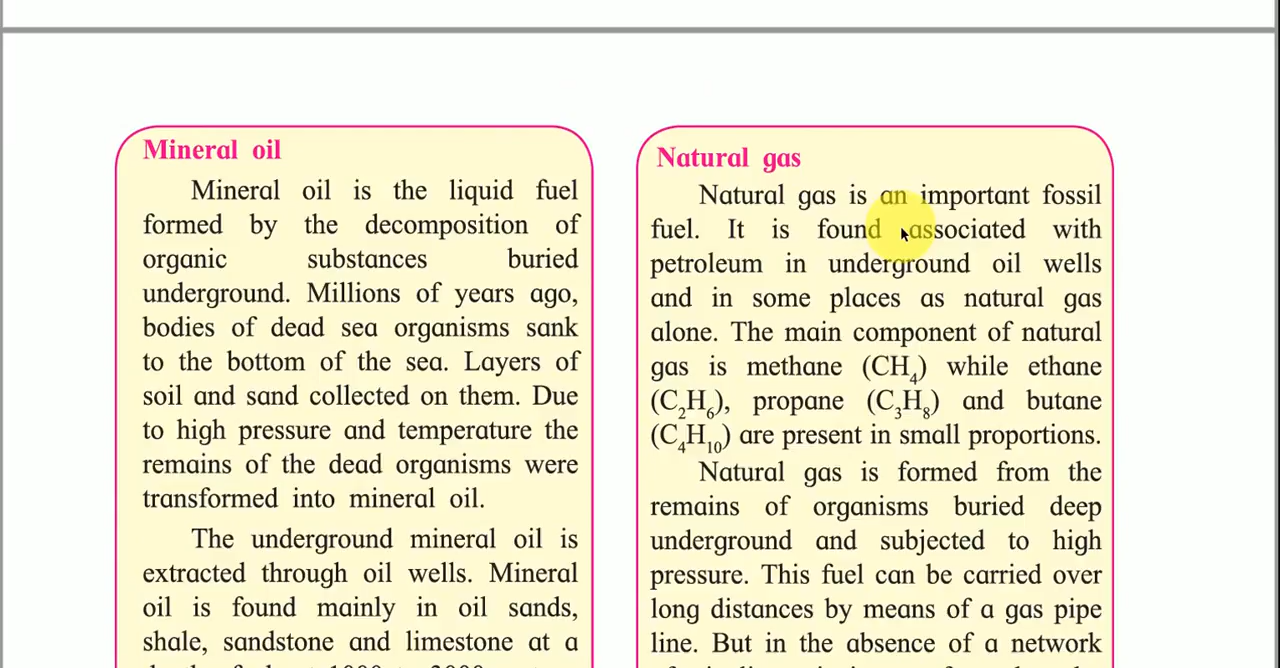 Mineral oil
Mineral oil is the liquid fuel
formed by the decomposition of
organic substances buried
underground. Millions of years ago,
bodies of dead sea organisms sank
to the bottom of the sea. Layers of
soil and sand collected on them. Due
to high pressure and temperature the
remains of the dead organisms were
transformed into mineral oil.
The underground mineral oil is
extracted through oil wells. Mineral
oil is found mainly in oil sands,
shale, sandstone and limestone at a
Natural gas
Natural gas is an important fossil
fuel. It is found associated with
petroleum in underground oil wells
and in some places as natural gas
alone. The main component of natural
gas is methane (CH₄) while ethane
(C₂H₆), propane (C₃H₈) and butane
(C₄H₁₀) are present in small proportions.
Natural gas is formed from the
remains of organisms buried deep
underground and subjected to high
pressure. This fuel can be carried over
long distances by means of a gas pipe
line. But in the absence of a network